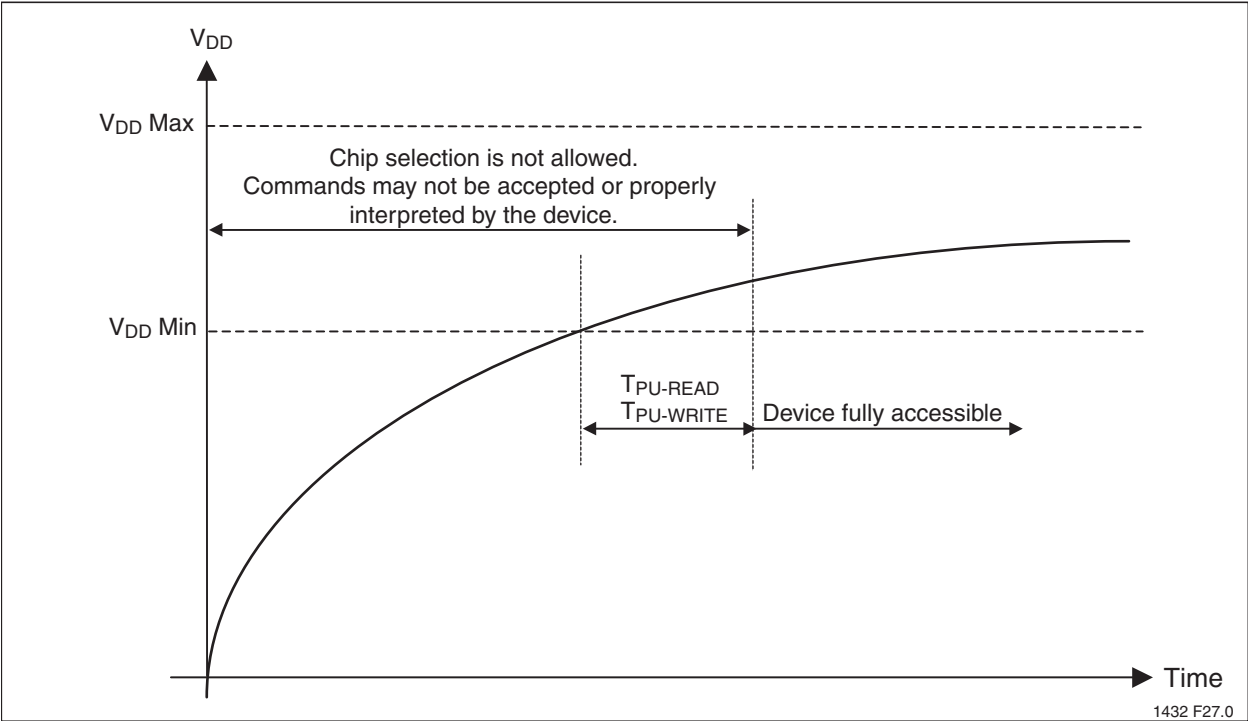 VDD
VDD Max
Chip selection is not allowed.
Commands may not be accepted or properly
interpreted by the device.
VDD Min
TPU-READ
TPU-WRITE
Device fully accessible
Time
1432 F27.0